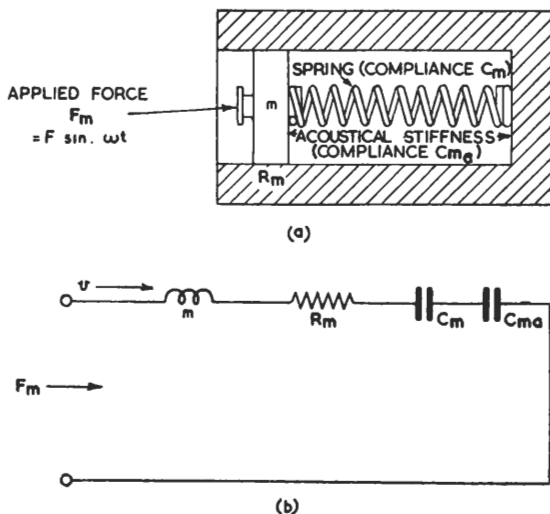 SPRING (COMPLIANCE Cm)
APPLIED FORCE
Fm
= F sin. ωt
m
ACOUSTICAL STIFFNESS
(COMPLIANCE Cma)
Rm
(a)
v
m
Rm
Cm
Cma
Fm
(b)